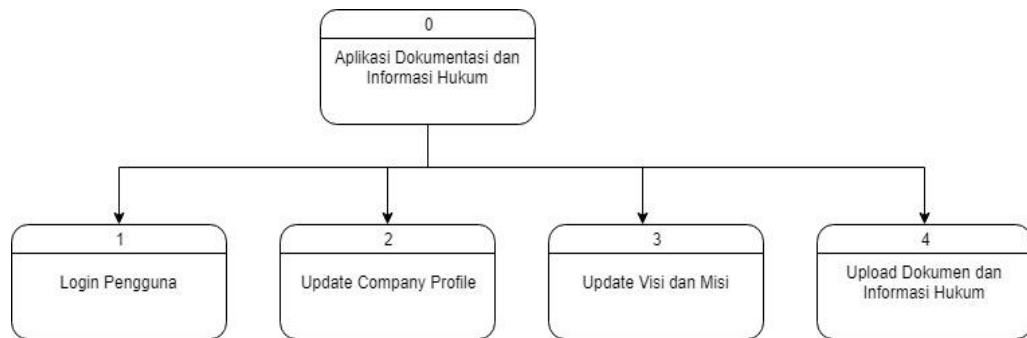 0
Aplikasi Dokumentasi dan
Informasi Hukum
1
Login Pengguna
2
Update Company Profile
3
Update Visi dan Misi
4
Upload Dokumen dan
Informasi Hukum